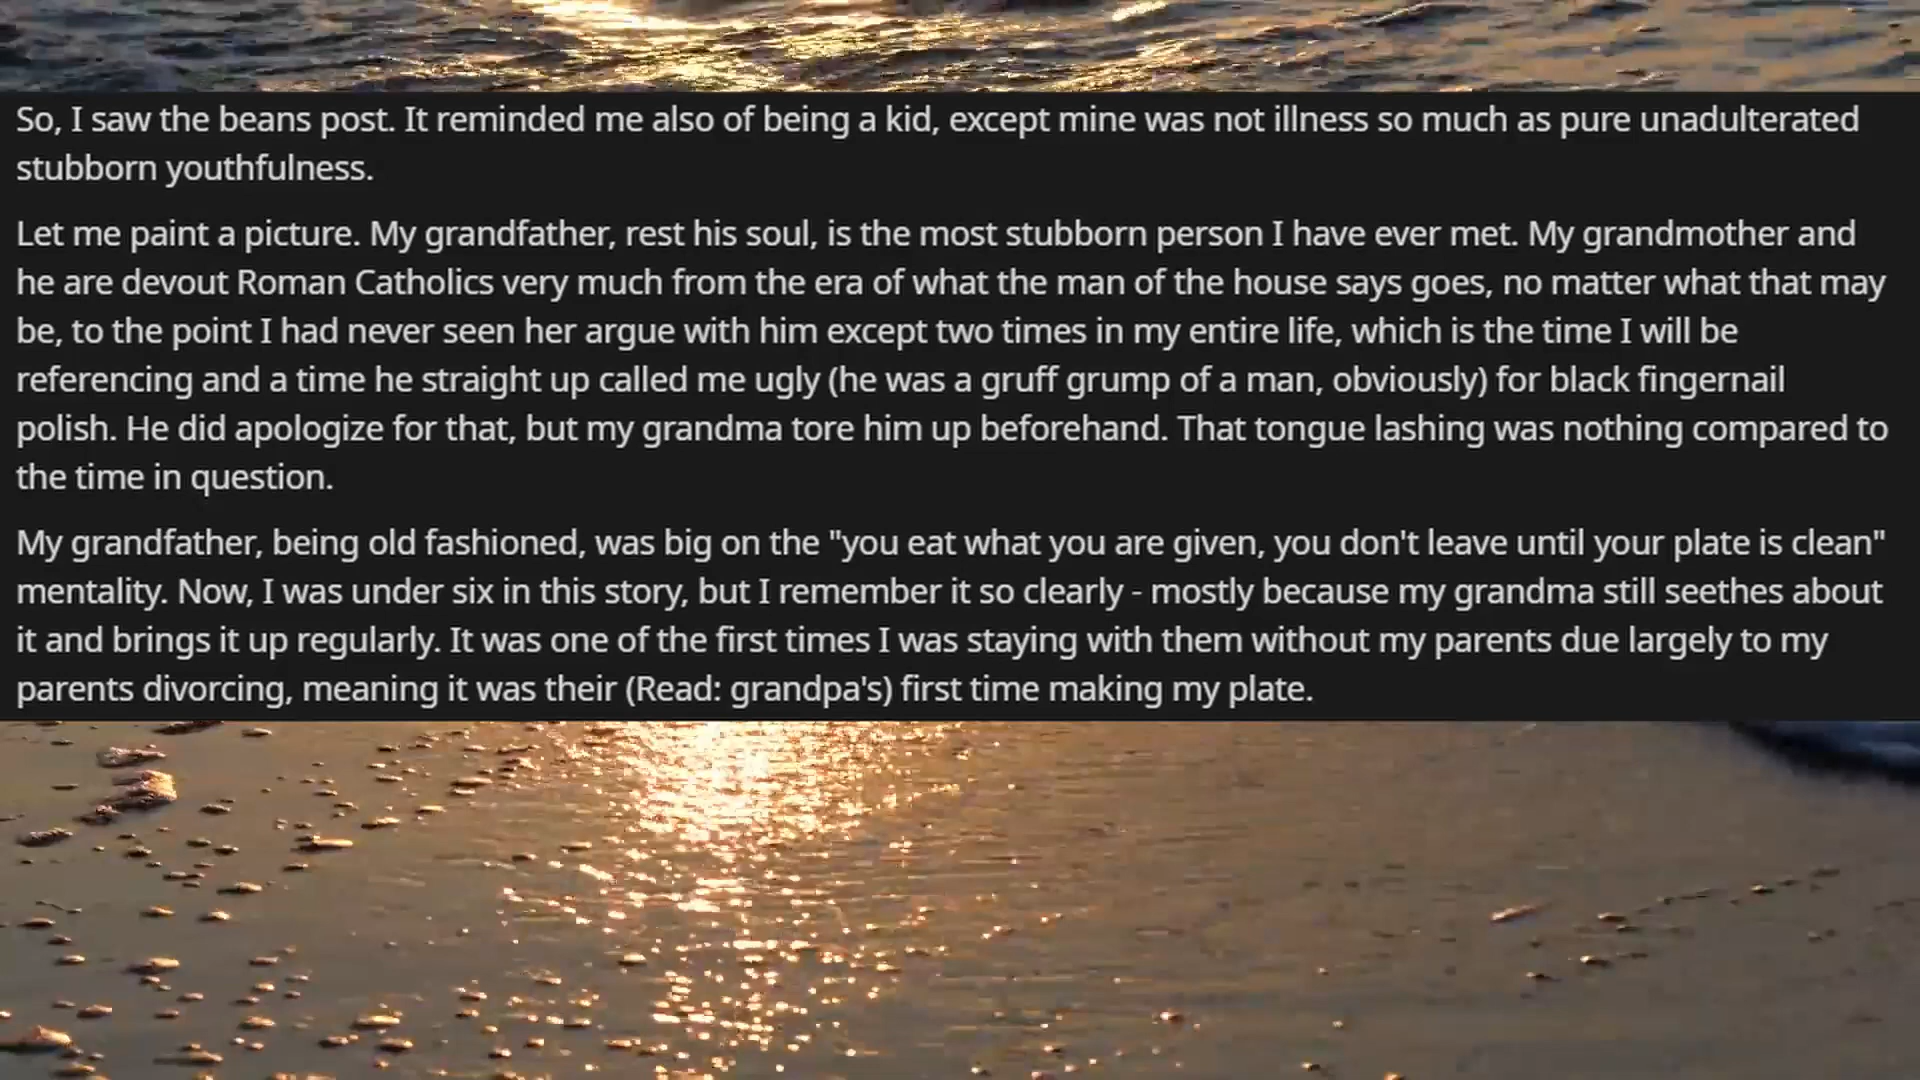 So, I saw the beans post. It reminded me also of being a kid, except mine was not illness so much as pure unadulterated
stubborn youthfulness.
Let me paint a picture. My grandfather, rest his soul, is the most stubborn person I have ever met. My grandmother and
he are devout Roman Catholics very much from the era of what the man of the house says goes, no matter what that may
be, to the point I had never seen her argue with him except two times in my entire life, which is the time I will be
referencing and a time he straight up called me ugly (he was a gruff grump of a man, obviously) for black fingernail
polish. He did apologize for that, but my grandma tore him up beforehand. That tongue lashing was nothing compared to
the time in question.
My grandfather, being old fashioned, was big on the "you eat what you are given, you don't leave until your plate is clean"
mentality. Now, I was under six in this story, but I remember it so clearly - mostly because my grandma still seethes about
it and brings it up regularly. It was one of the first times I was staying with them without my parents due largely to my
parents divorcing, meaning it was their (Read: grandpa's) first time making my plate.